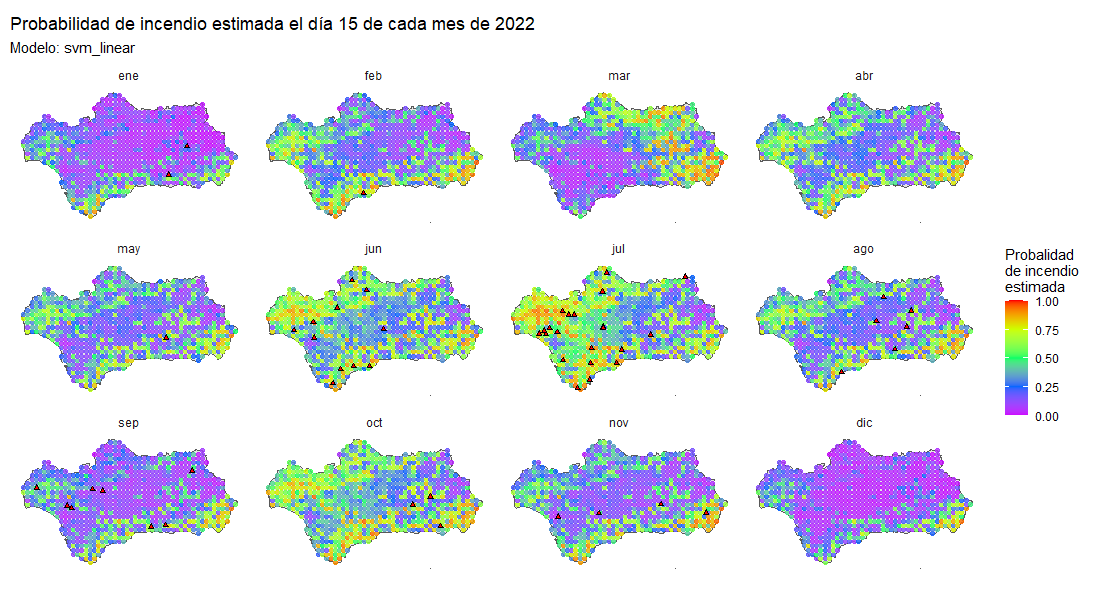 Probabilidad de incendio estimada el día 15 de cada mes de 2022
Modelo: svm_linear
ene
feb
mar
abr
may
jun
jul
ago
sep
oct
nov
dic
Probalidad
de incendio
estimada
1.00
0.75
0.50
0.25
0.00